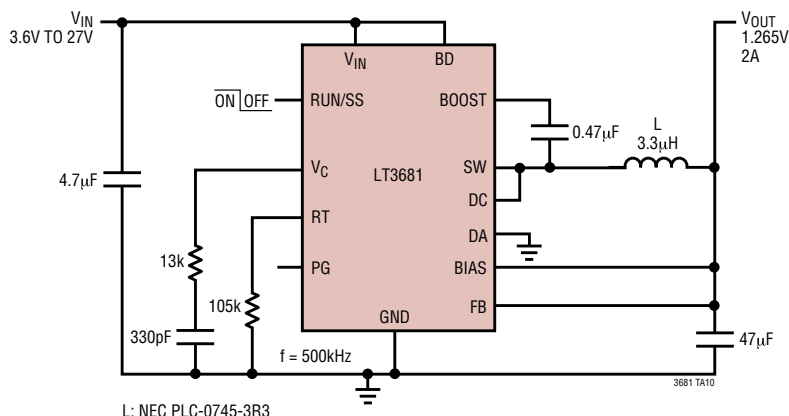 VIN
3.6V TO 27V
VOUT
1.265V
2A
VIN
BD
RUN/SS
ON OFF
BOOST
0.47µF
L
3.3µH
4.7µF
VC
LT3681
SW
DC
RT
DA
13k
PG
BIAS
105k
FB
GND
330pF
f = 500kHz
47µF
3681 TA10
L: NEC PLC-0745-3R3